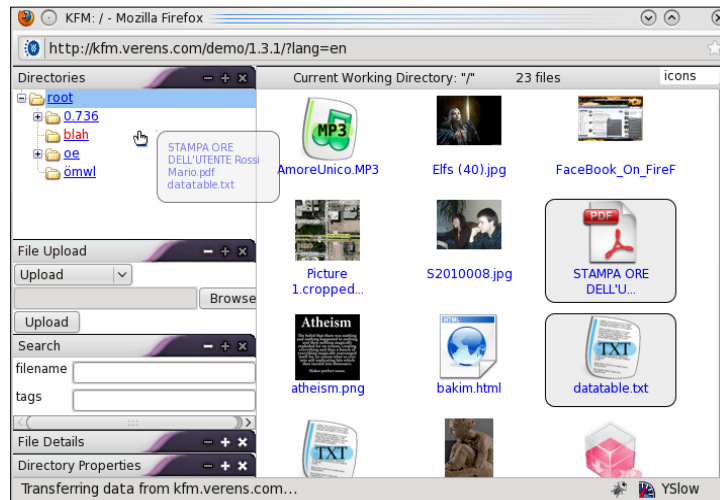 KFM: / - Mozilla Firefox
http://kfm.verens.com/demo/1.3.1/?lang=en
Directories
Current Working Directory: "/"
23 files
icons
root
0.736
blah
oe
ömwl
STAMPA ORE
DELL'UTENTE Rossi
Mario.pdf
datatable.txt
File Upload
Upload
Browse
Upload
Search
filename
tags
File Details
Directory Properties
MP3
AmoreUnico.MP3
Elfs (40).jpg
FaceBook_On_FireF
Picture
1.cropped...
S2010008.jpg
PDF
STAMPA ORE
DELL'U...
Atheism
atheism.png
HTML
bakim.html
TXT
datatable.txt
TXT
ZIP
Transferring data from kfm.verens.com...
YSlow